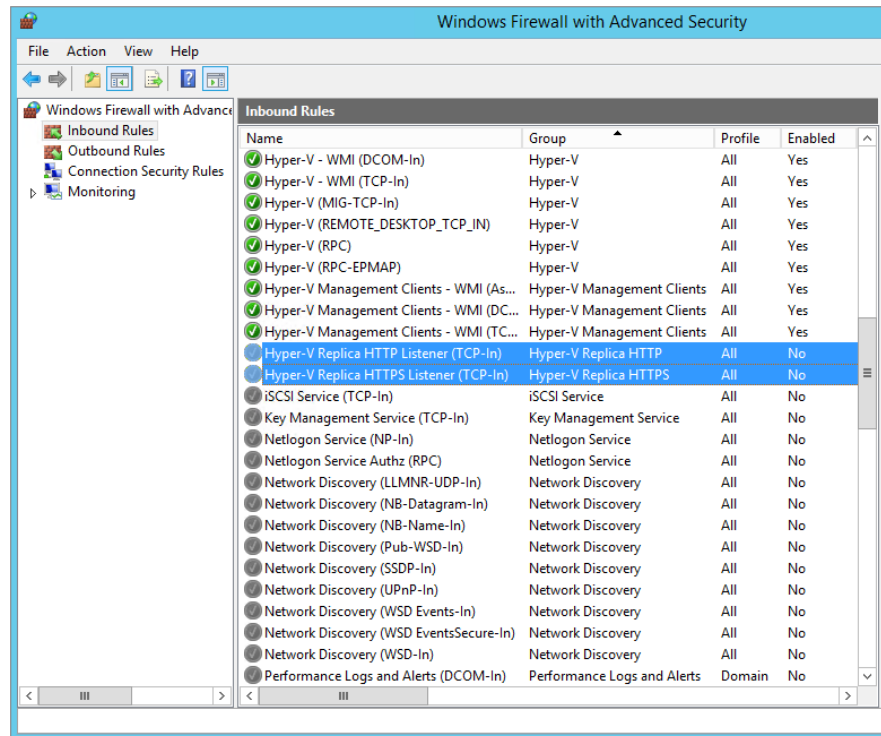 Windows Firewall with Advanced Security
File Action View Help
Windows Firewall with Advance
Inbound Rules
Outbound Rules
Connection Security Rules
Monitoring
Inbound Rules
Name Group Profile Enabled
Hyper-V - WMI (DCOM-In) Hyper-V All Yes
Hyper-V - WMI (TCP-In) Hyper-V All Yes
Hyper-V (MIG-TCP-In) Hyper-V All Yes
Hyper-V (REMOTE_DESKTOP_TCP_IN) Hyper-V All Yes
Hyper-V (RPC) Hyper-V All Yes
Hyper-V (RPC-EPMAP) Hyper-V All Yes
Hyper-V Management Clients - WMI (As... Hyper-V Management Clients All Yes
Hyper-V Management Clients - WMI (DC... Hyper-V Management Clients All Yes
Hyper-V Management Clients - WMI (TC... Hyper-V Management Clients All Yes
Hyper-V Replica HTTP Listener (TCP-In) Hyper-V Replica HTTP All No
Hyper-V Replica HTTPS Listener (TCP-In) Hyper-V Replica HTTPS All No
iSCSI Service (TCP-In) iSCSI Service All No
Key Management Service (TCP-In) Key Management Service All No
Netlogon Service (NP-In) Netlogon Service All No
Netlogon Service Authz (RPC) Netlogon Service All No
Network Discovery (LLMNR-UDP-In) Network Discovery All No
Network Discovery (NB-Datagram-In) Network Discovery All No
Network Discovery (NB-Name-In) Network Discovery All No
Network Discovery (Pub-WSD-In) Network Discovery All No
Network Discovery (SSDP-In) Network Discovery All No
Network Discovery (UPnP-In) Network Discovery All No
Network Discovery (WSD Events-In) Network Discovery All No
Network Discovery (WSD EventsSecure-In) Network Discovery All No
Network Discovery (WSD-In) Network Discovery All No
Performance Logs and Alerts (DCOM-In) Performance Logs and Alerts Domain No